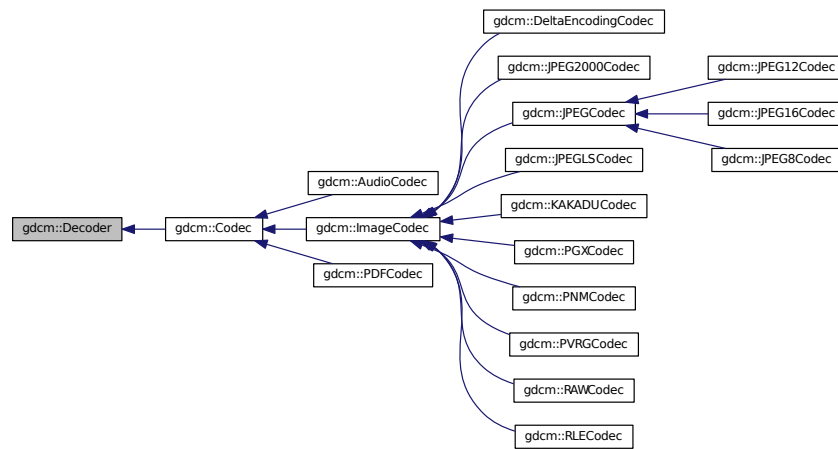 gdcm::DeltaEncodingCodec
gdcm::JPEG2000Codec
gdcm::JPEG12Codec
gdcm::JPEGCodec
gdcm::JPEG16Codec
gdcm::JPEGLSCodec
gdcm::JPEG8Codec
gdcm::AudioCodec
gdcm::KAKADUCodec
gdcm::Decoder
gdcm::Codec
gdcm::ImageCodec
gdcm::PGXCodec
gdcm::PDFCodec
gdcm::PNMCodec
gdcm::PVRGCodec
gdcm::RAWCodec
gdcm::RLECodec